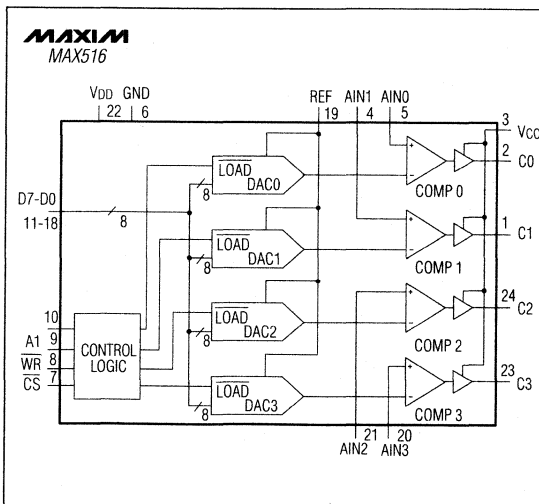 MAXIM
MAX516
VDD GND
22 6
REF AIN1 AIN0
19 4 5
3 VCC
2 C0
LOAD
DAC0
8
COMP 0
D7-D0
11-18
8
LOAD
DAC1
8
COMP 1
1 C1
LOAD
DAC2
8
COMP 2
24 C2
10
A1 9
WR 8
CS 7
CONTROL
LOGIC
LOAD
DAC3
8
COMP 3
23 C3
21 20
AIN2 AIN3